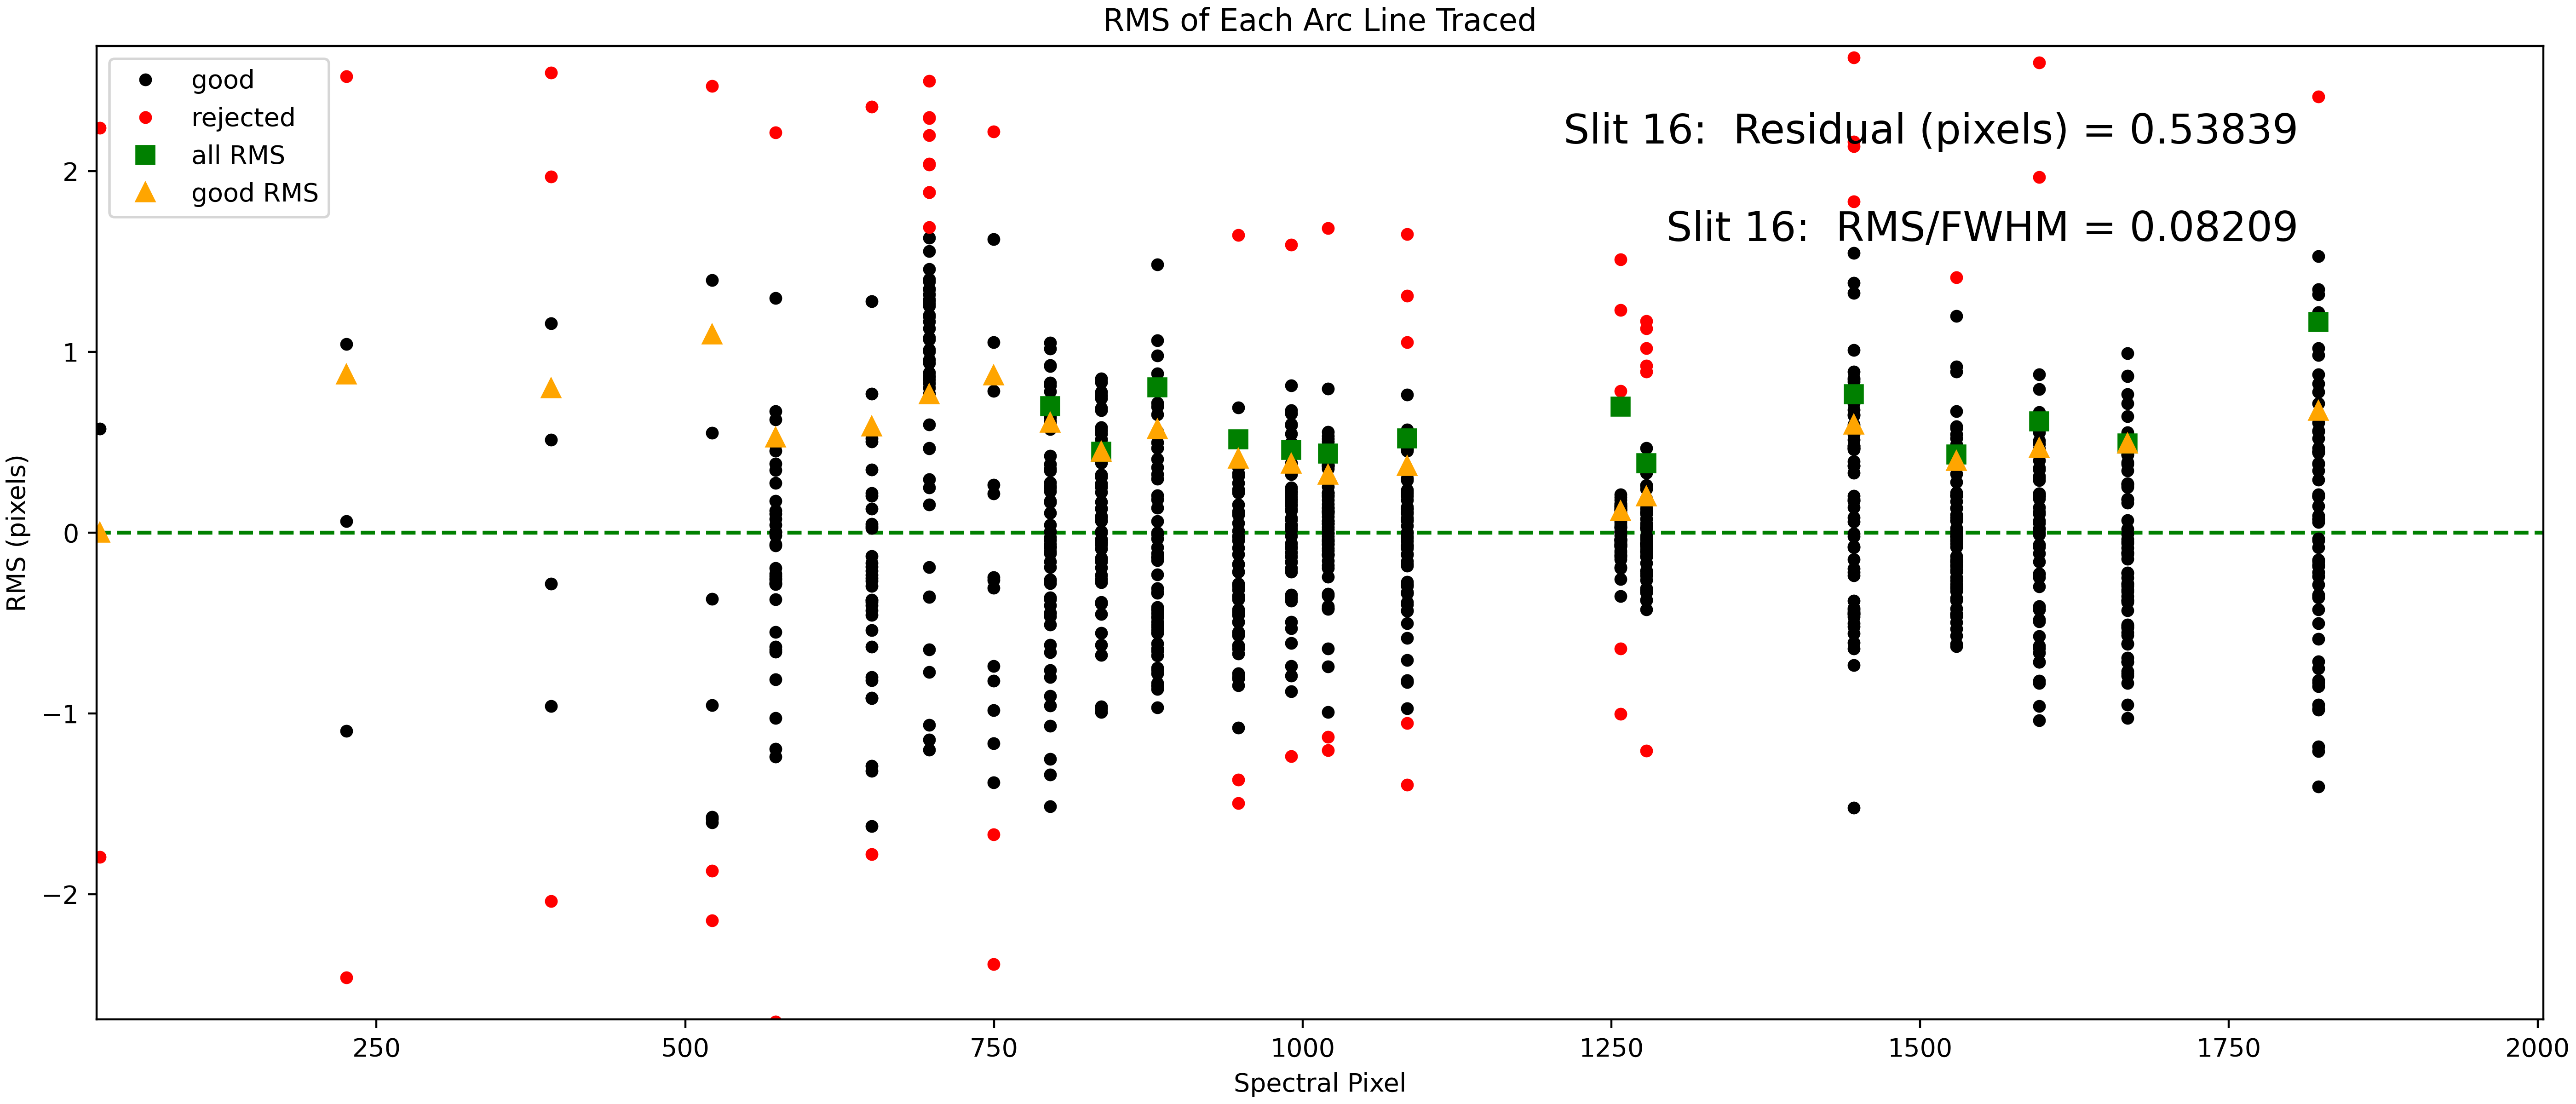 RMS of Each Arc Line Traced
good
rejected
all RMS
good RMS
Slit 16:  Residual (pixels) = 0.53839
Slit 16:  RMS/FWHM = 0.08209
RMS (pixels)
2
1
0
−1
−2
250 500 750 1000 1250 1500 1750 2000
Spectral Pixel